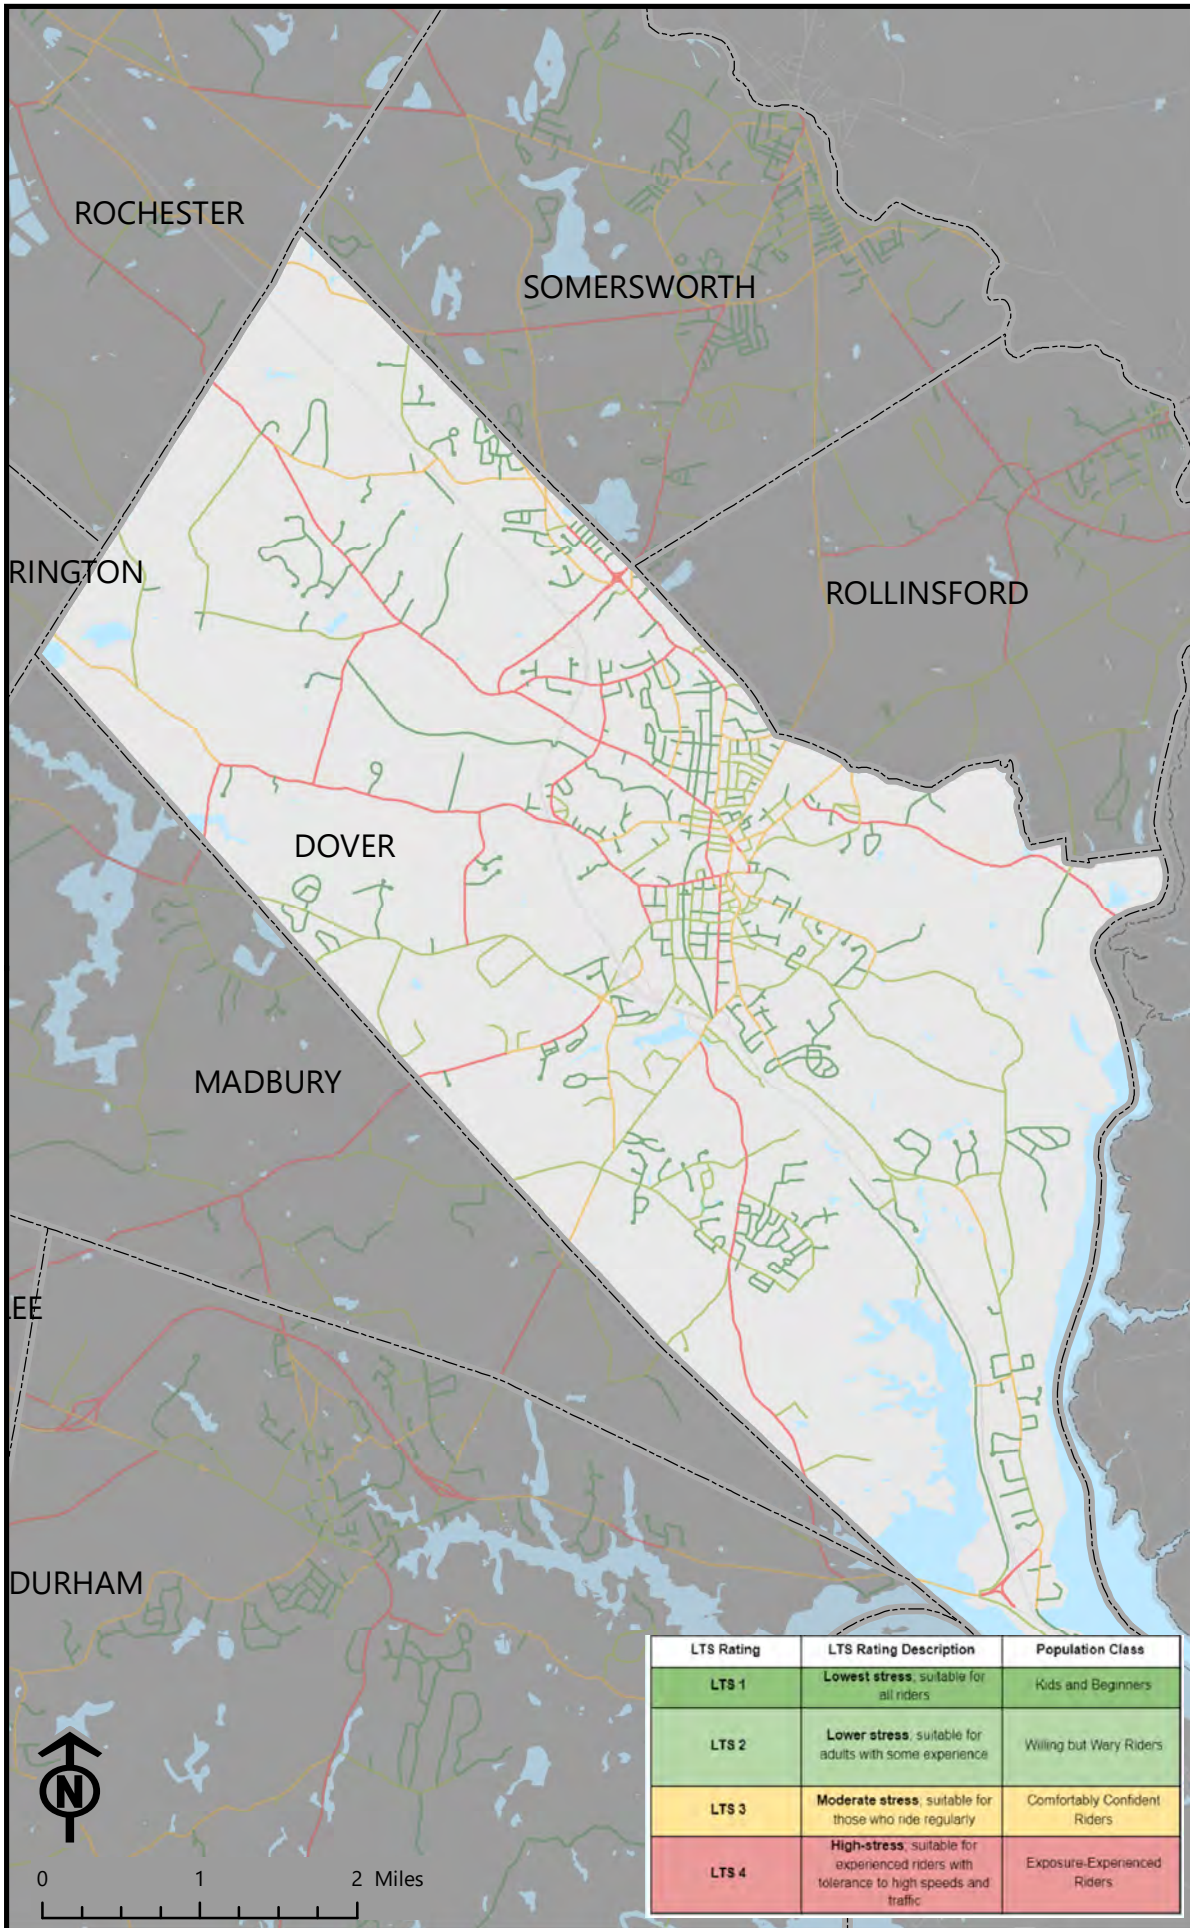 ROCHESTER
SOMERSWORTH
RINGTON
ROLLINSFORD
DOVER
MADBURY
LEE
DURHAM
N
0 1 2 Miles
LTS Rating LTS Rating Description Population Class
LTS 1 Lowest stress, suitable for all riders Kids and Beginners
LTS 2 Lower stress, suitable for adults with some experience Willing but Wary Riders
LTS 3 Moderate stress, suitable for those who ride regularly Comfortably Confident Riders
LTS 4 High-stress, suitable for experienced riders with tolerance to high speeds and traffic Exposure-Experienced Riders